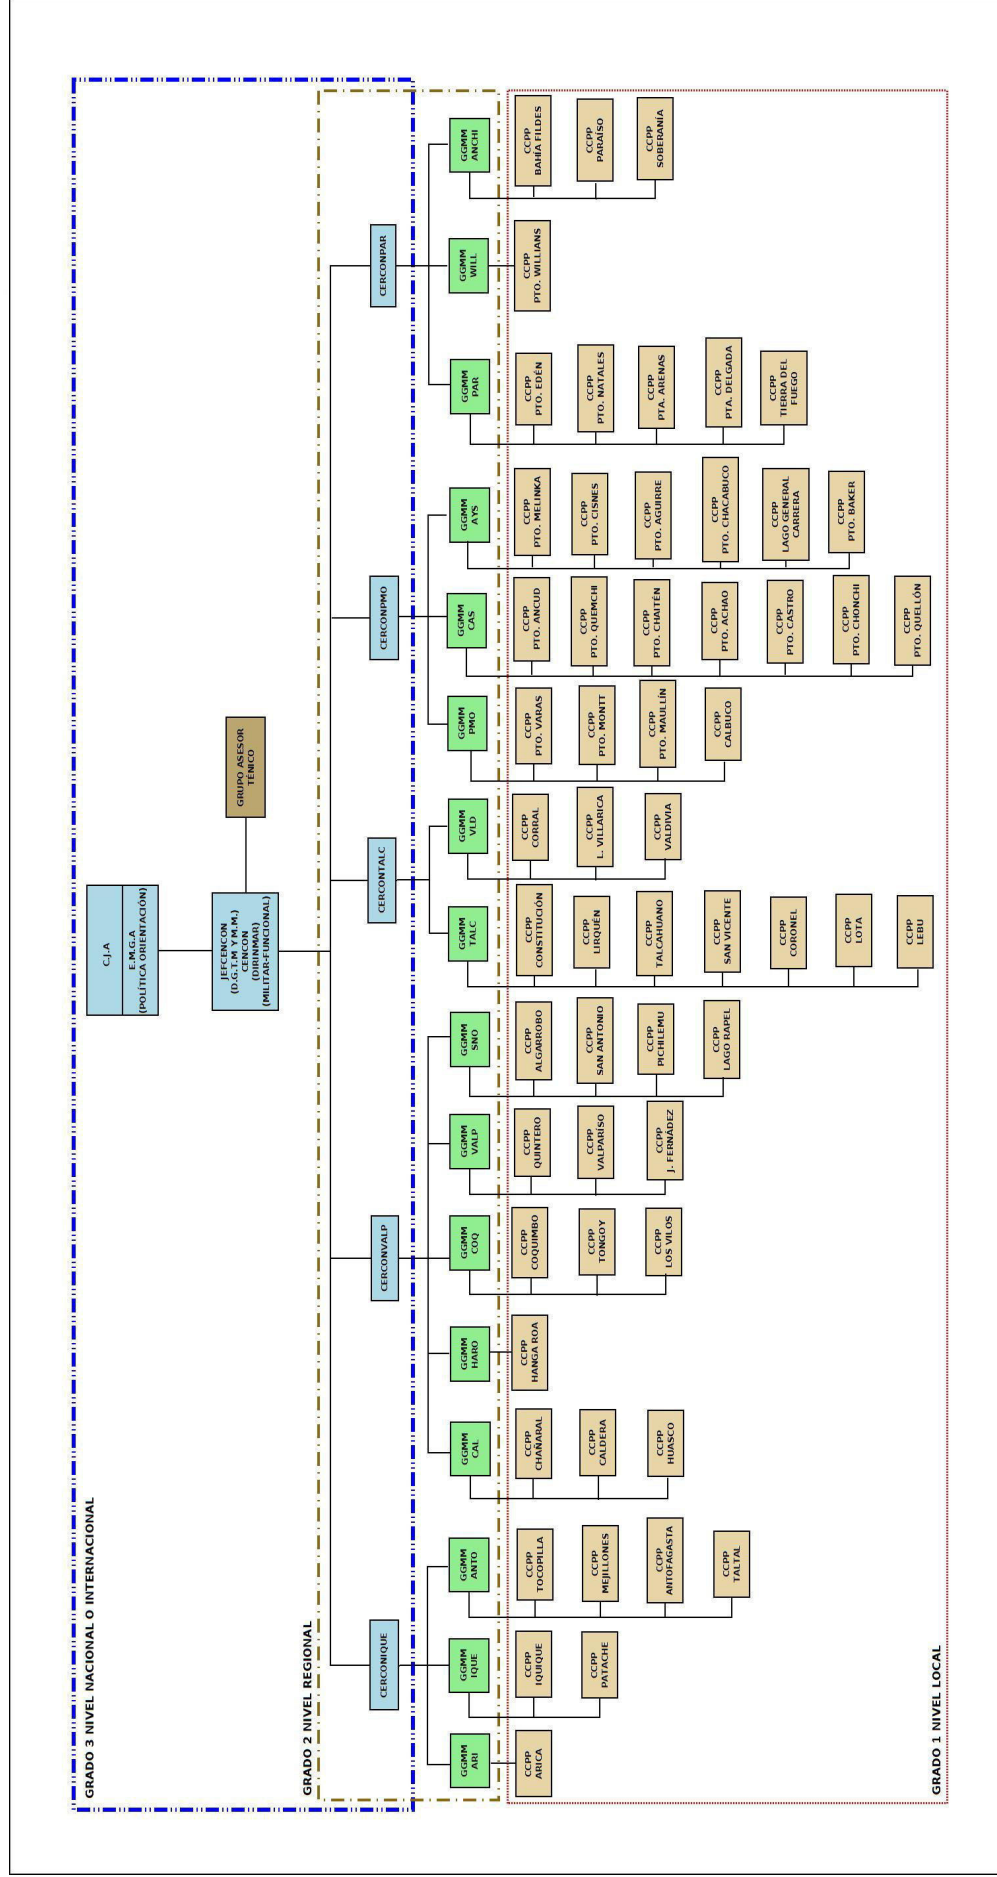 GRADO 3 NIVEL NACIONAL O INTERNACIONAL
C.J.A
E.M.G.A
(POLÍTICA ORIENTACIÓN)
JEFCENCON
(D.G.T.M Y M.M.)
CENCON
(DIRINMAR)
(MILITAR-FUNCIONAL)
GRUPO ASESOR
TÉNICO
GRADO 2 NIVEL REGIONAL
CERCONIQUE
CERCONVALP
CERCONTALC
CERCONPMO
CERCONPAR
GGMM
ARI
GGMM
IQUE
GGMM
ANTO
GGMM
CAL
GGMM
HARO
GGMM
COQ
GGMM
VALP
GGMM
SNO
GGMM
TALC
GGMM
VLD
GGMM
PMO
GGMM
CAS
GGMM
AYS
GGMM
PAR
GGMM
WILL
GGMM
ANCHI
CCPP
ARICA
CCPP
IQUIQUE
CCPP
PATACHE
CCPP
TOCOPILLA
CCPP
MEJILLONES
CCPP
ANTOFAGASTA
CCPP
TALTAL
CCPP
CHAÑARAL
CCPP
CALDERA
CCPP
HUASCO
CCPP
HANGA ROA
CCPP
COQUIMBO
CCPP
TONGOY
CCPP
LOS VILOS
CCPP
QUINTERO
CCPP
VALPARÍSO
CCPP
J. FERNÁDEZ
CCPP
ALGARROBO
CCPP
SAN ANTONIO
CCPP
PICHILEMU
CCPP
LAGO RAPEL
CCPP
CONSTITUCIÓN
CCPP
LIRQUÉN
CCPP
TALCAHUANO
CCPP
SAN VICENTE
CCPP
CORONEL
CCPP
LOTA
CCPP
LEBU
CCPP
CORRAL
CCPP
L. VILLARICA
CCPP
VALDIVIA
CCPP
PTO. VARAS
CCPP
PTO. MONTT
CCPP
PTO. MAULLÍN
CCPP
CALBUCO
CCPP
PTO. ANCUD
CCPP
PTO. QUEMCHI
CCPP
PTO. CHAITÉN
CCPP
PTO. ACHAO
CCPP
PTO. CASTRO
CCPP
PTO. CHONCHI
CCPP
PTO. QUELLÓN
CCPP
PTO. MELINKA
CCPP
PTO. CISNES
CCPP
PTO. AGUIRRE
CCPP
PTO. CHACABUCO
CCPP
LAGO GENERAL
CARRERA
CCPP
PTO. BAKER
CCPP
PTO. EDÉN
CCPP
PTO. NATALES
CCPP
PTA. ARENAS
CCPP
PTA. DELGADA
CCPP
TIERRA DEL
FUEGO
CCPP
PTO. WILLIANS
CCPP
BAHÍA FILDES
CCPP
PARAÍSO
CCPP
SOBERANÍA
GRADO 1 NIVEL LOCAL